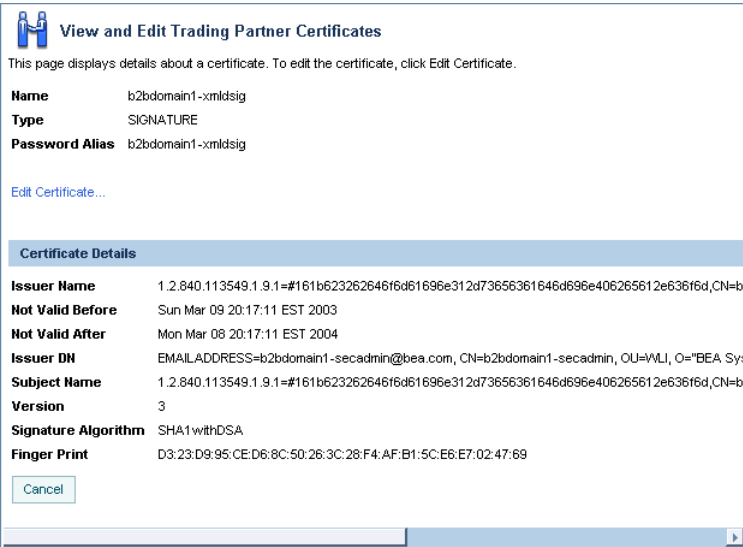 View and Edit Trading Partner Certificates
This page displays details about a certificate. To edit the certificate, click Edit Certificate.
Name b2bdomain1-xmldsig
Type SIGNATURE
Password Alias b2bdomain1-xmldsig
Edit Certificate...
Certificate Details
Issuer Name 1.2.840.113549.1.9.1=#161b623262646f6d61696e312d73656361646d696e406265612e636f6d,CN=b
Not Valid Before Sun Mar 09 20:17:11 EST 2003
Not Valid After Mon Mar 08 20:17:11 EST 2004
Issuer DN EMAILADDRESS=b2bdomain1-secadmin@bea.com, CN=b2bdomain1-secadmin, OU=WLI, O="BEA Sys
Subject Name 1.2.840.113549.1.9.1=#161b623262646f6d61696e312d73656361646d696e406265612e636f6d,CN=b
Version 3
Signature Algorithm SHA1withDSA
Finger Print D3:23:D9:95:CE:D6:8C:50:26:3C:28:F4:AF:B1:5C:E6:E7:02:47:69
Cancel